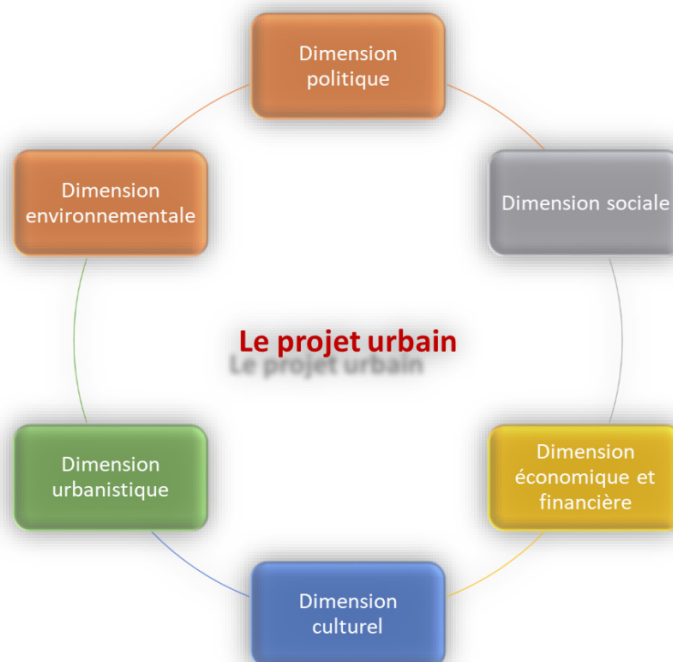 Dimension
politique
Dimension
environnementale
Dimension sociale
Le projet urbain
Dimension
urbanistique
Dimension
économique et
financière
Dimension
culturel